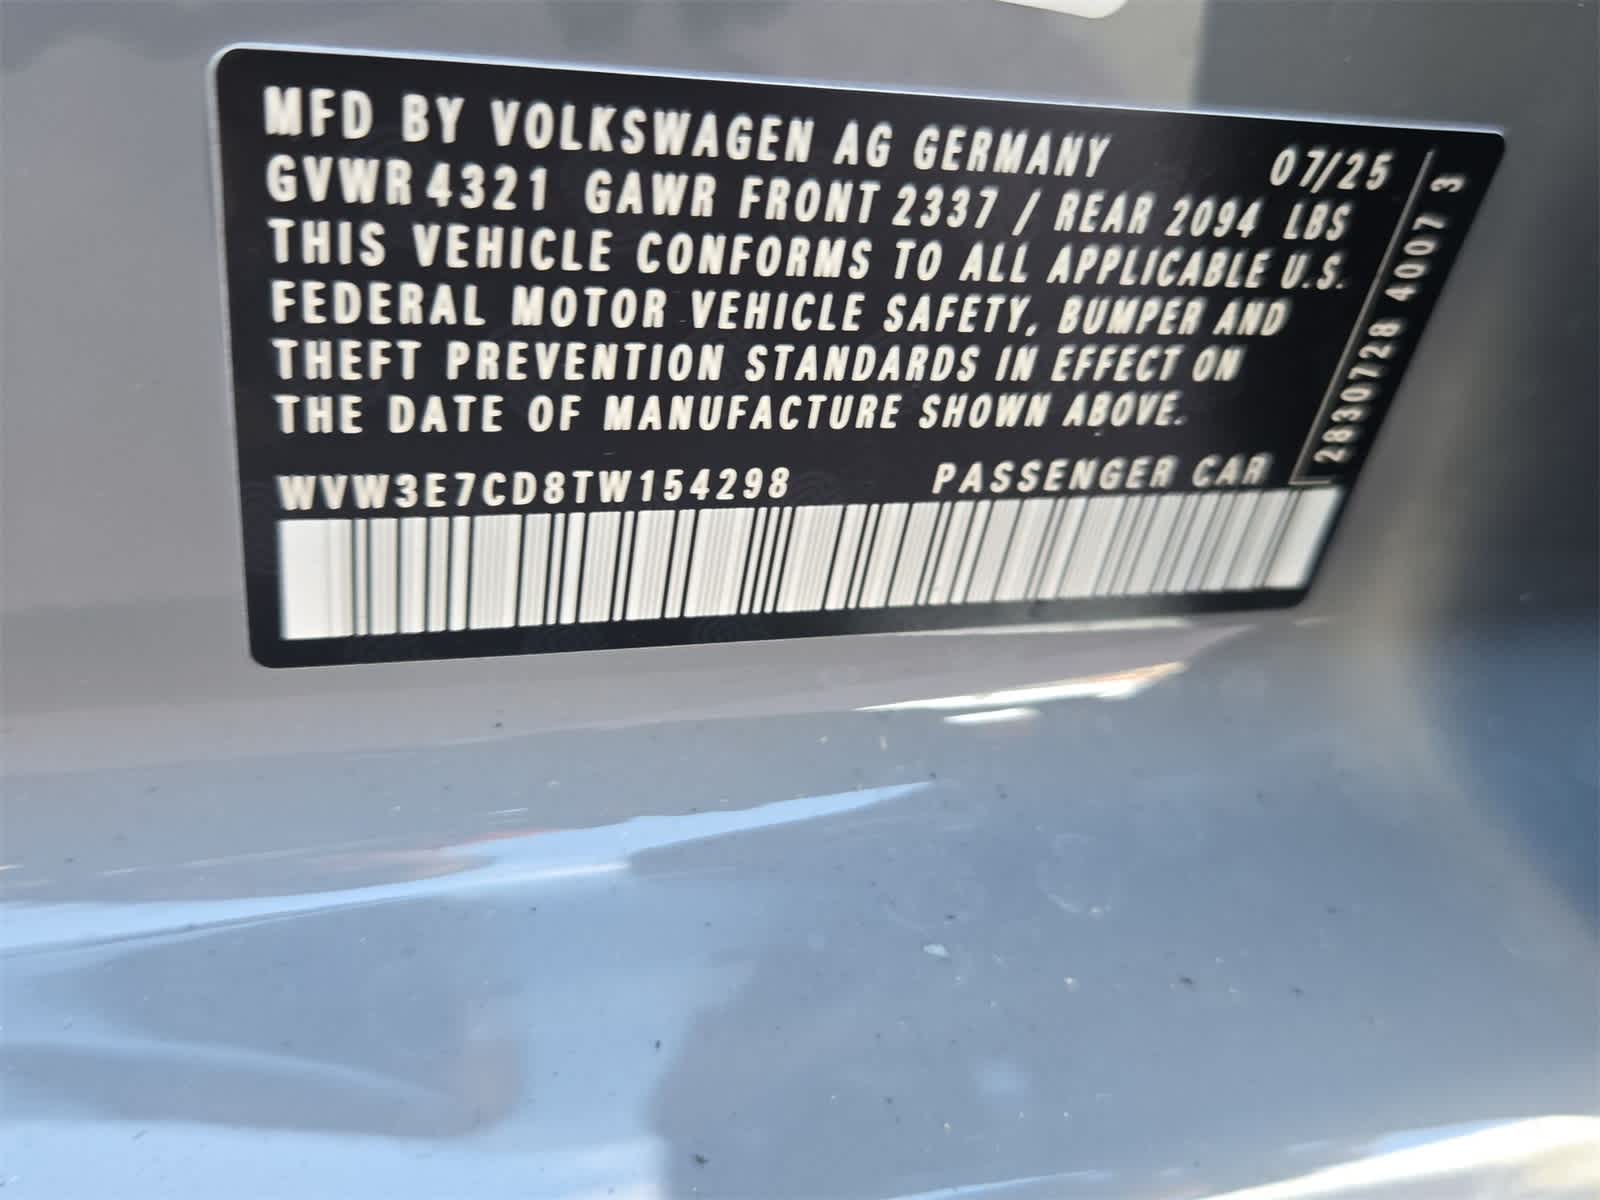 MFD BY VOLKSWAGEN AG GERMANY 07/25
GVWR 4321 GAWR FRONT 2337 / REAR 2094 LBS
THIS VEHICLE CONFORMS TO ALL APPLICABLE U.S.
FEDERAL MOTOR VEHICLE SAFETY, BUMPER AND
THEFT PREVENTION STANDARDS IN EFFECT ON
THE DATE OF MANUFACTURE SHOWN ABOVE.
WVW3E7CD8TW154298 PASSENGER CAR
2830728 4007 3